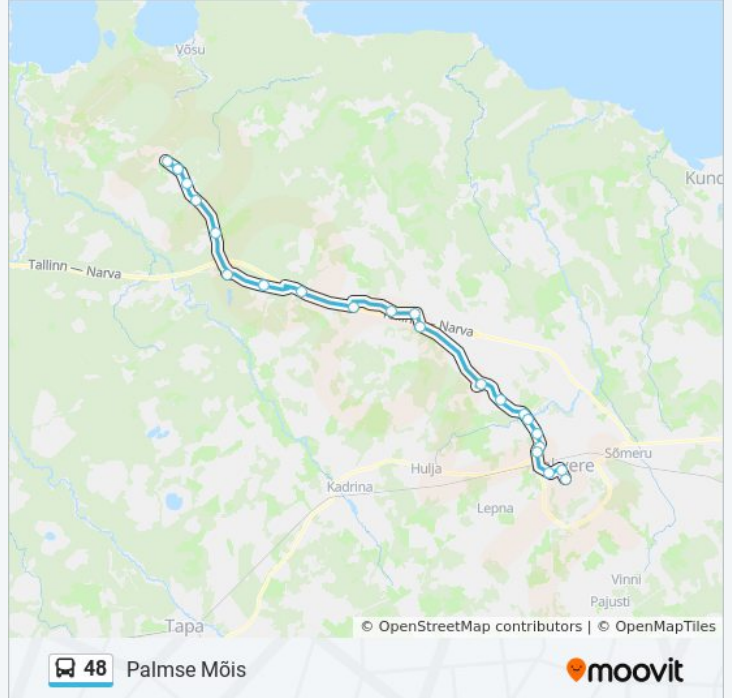 Võsu
Kund
Tallinn — Narva
Narva
Sõmeru
Hulja
Kadrina
Lepna
Vinni
Pajusti
Tapa
© OpenStreetMap contributors | © OpenMapTiles
48 Palmse Mõis
moovit